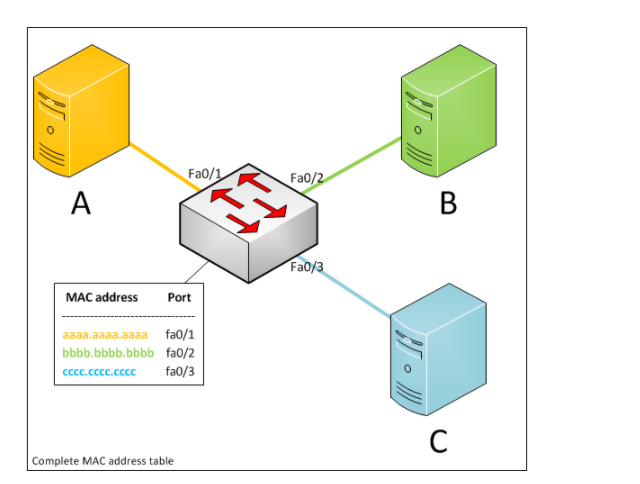 Fa0/1
Fa0/2
A
B
Fa0/3
MAC address Port
---------------------------------
aaaa.aaaa.aaaa fa0/1
bbbb.bbbb.bbbb fa0/2
cccc.cccc.cccc fa0/3
C
Complete MAC address table